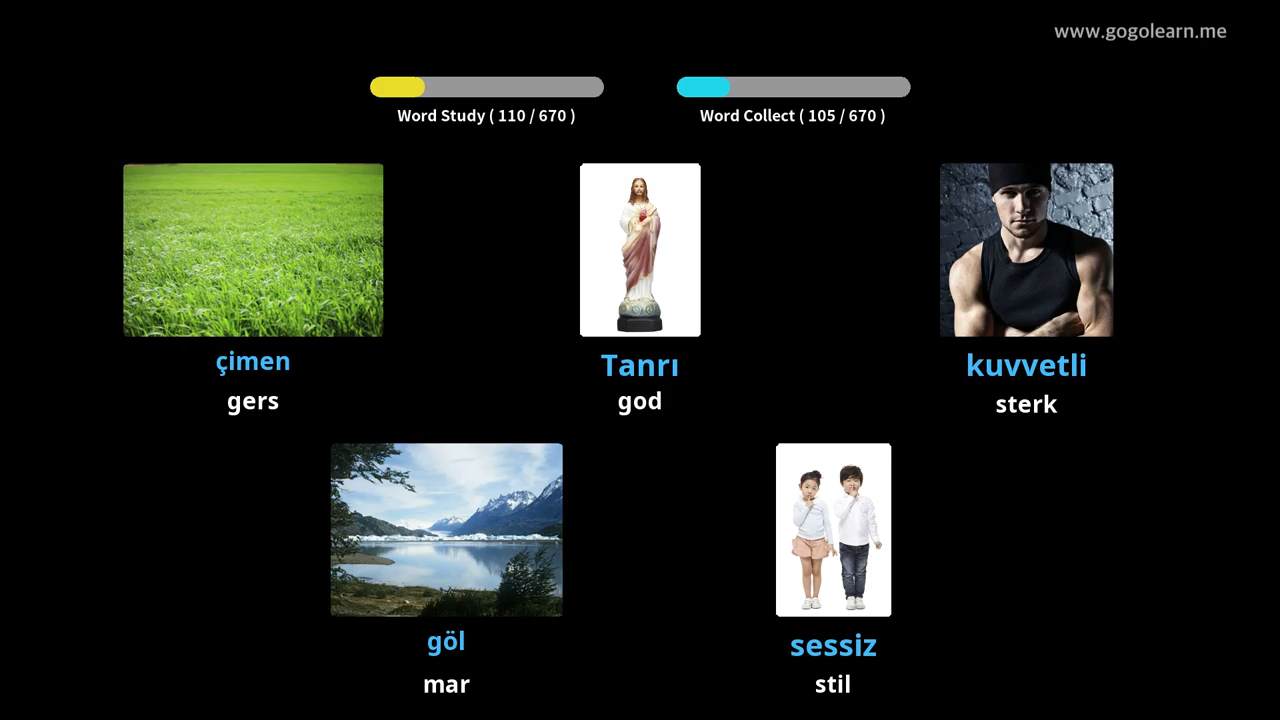 www.gogolearn.me
Word Study ( 110 / 670 )
Word Collect ( 105 / 670 )
çimen
gers
Tanrı
god
kuvvetli
sterk
göl
mar
sessiz
stil